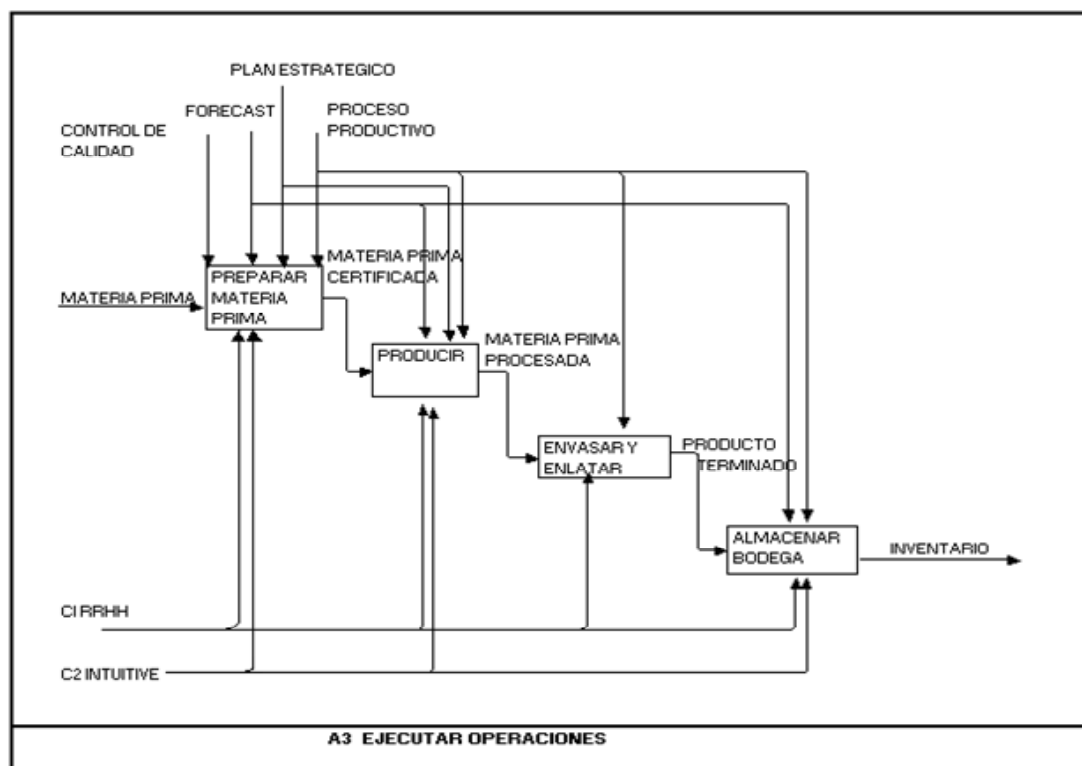 PLAN ESTRATEGICO
FORECAST
PROCESO
PRODUCTIVO
CONTROL DE
CALIDAD
MATERIA PRIMA
CERTIFICADA
PREPARAR
MATERIA
PRIMA
MATERIA PRIMA
PRODUCIR
MATERIA PRIMA
PROCESADA
ENVASAR Y
ENLATAR
PRODUCTO
TERMINADO
ALMACENAR
BODEGA
INVENTARIO
CI RRHH
C2 INTUITIVE
A3 EJECUTAR OPERACIONES